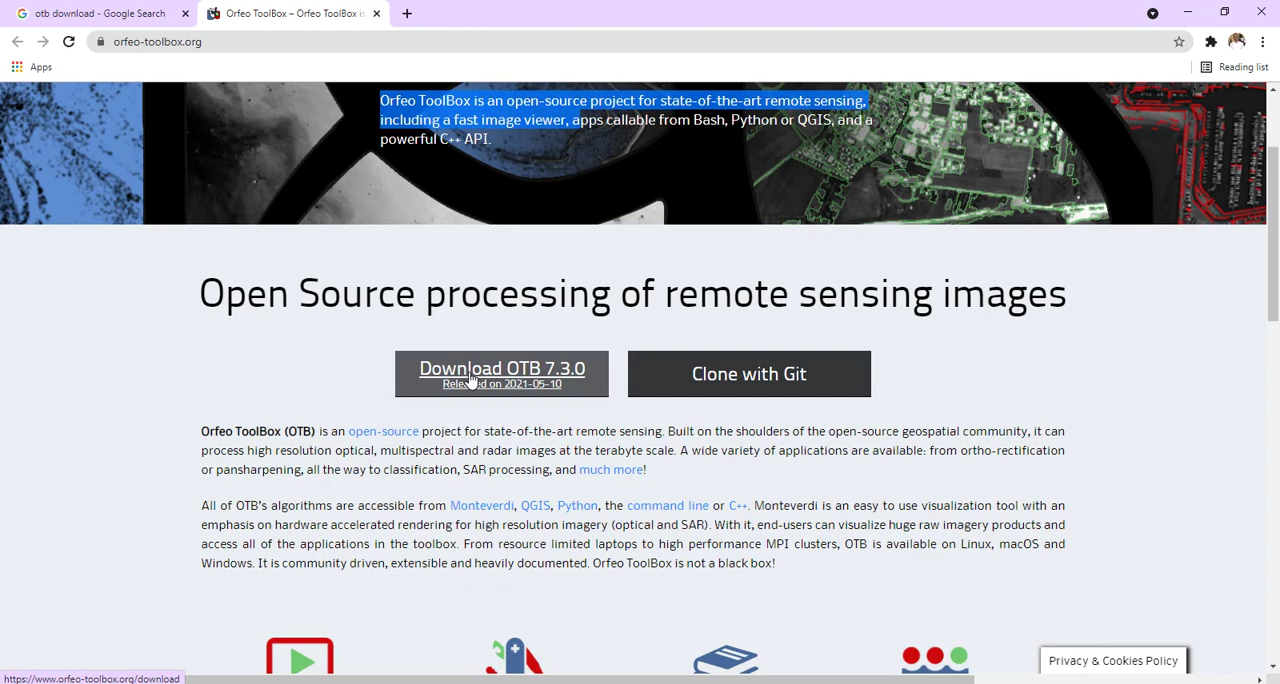 otb download - Google Search
Orfeo ToolBox – Orfeo ToolBox is
orfeo-toolbox.org
Apps
Reading list
Orfeo ToolBox is an open-source project for state-of-the-art remote sensing,
including a fast image viewer, apps callable from Bash, Python or QGIS, and a
powerful C++ API.
Open Source processing of remote sensing images
Download OTB 7.3.0
Released on 2021-05-10
Clone with Git
Orfeo ToolBox (OTB) is an open-source project for state-of-the-art remote sensing. Built on the shoulders of the open-source geospatial community, it can
process high resolution optical, multispectral and radar images at the terabyte scale. A wide variety of applications are available: from ortho-rectification
or pansharpening, all the way to classification, SAR processing, and much more!
All of OTB's algorithms are accessible from Monteverdi, QGIS, Python, the command line or C++. Monteverdi is an easy to use visualization tool with an
emphasis on hardware accelerated rendering for high resolution imagery (optical and SAR). With it, end-users can visualize huge raw imagery products and
access all of the applications in the toolbox. From resource limited laptops to high performance MPI clusters, OTB is available on Linux, macOS and
Windows. It is community driven, extensible and heavily documented. Orfeo ToolBox is not a black box!
Privacy & Cookies Policy
https://www.orfeo-toolbox.org/download